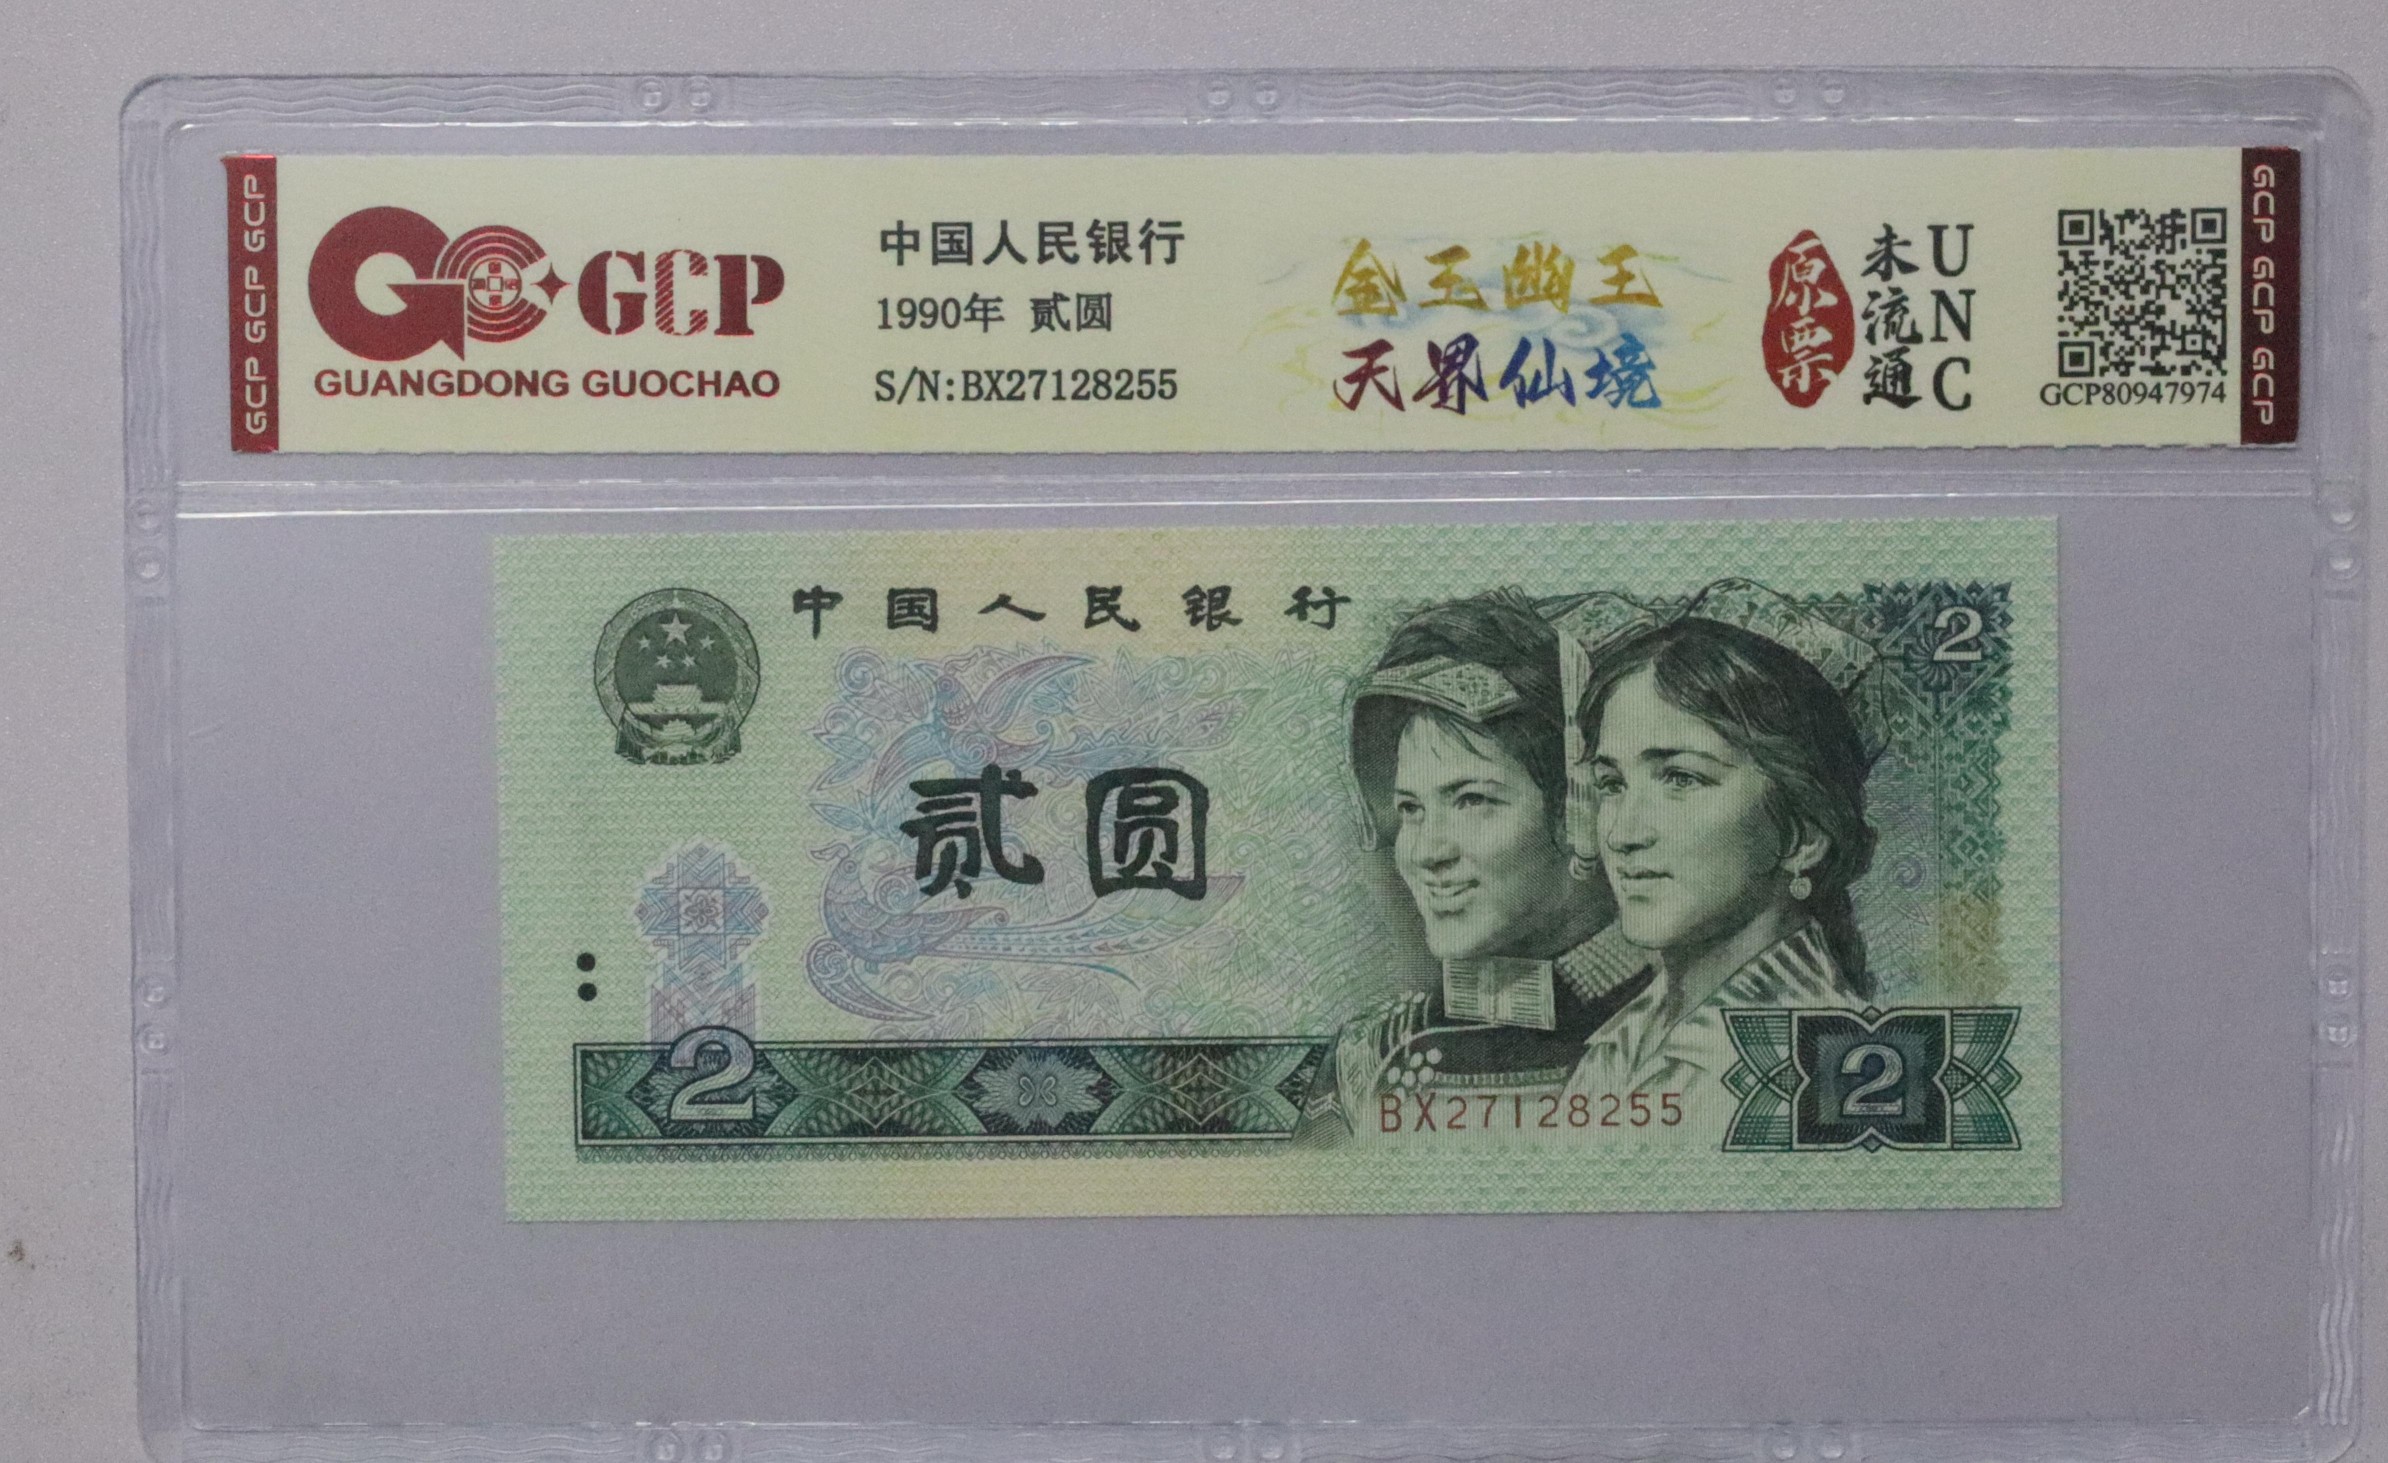 GCP GCP GCP
GCP
GUANGDONG GUOCHAO
中国人民银行
1990年 贰圆
S/N:BX27128255
金玉幽王
天界仙境
原票
未流通
UNC
GCP80947974
GCP GCP GCP
中国人民银行
2
贰圆
2
BX27128255
2